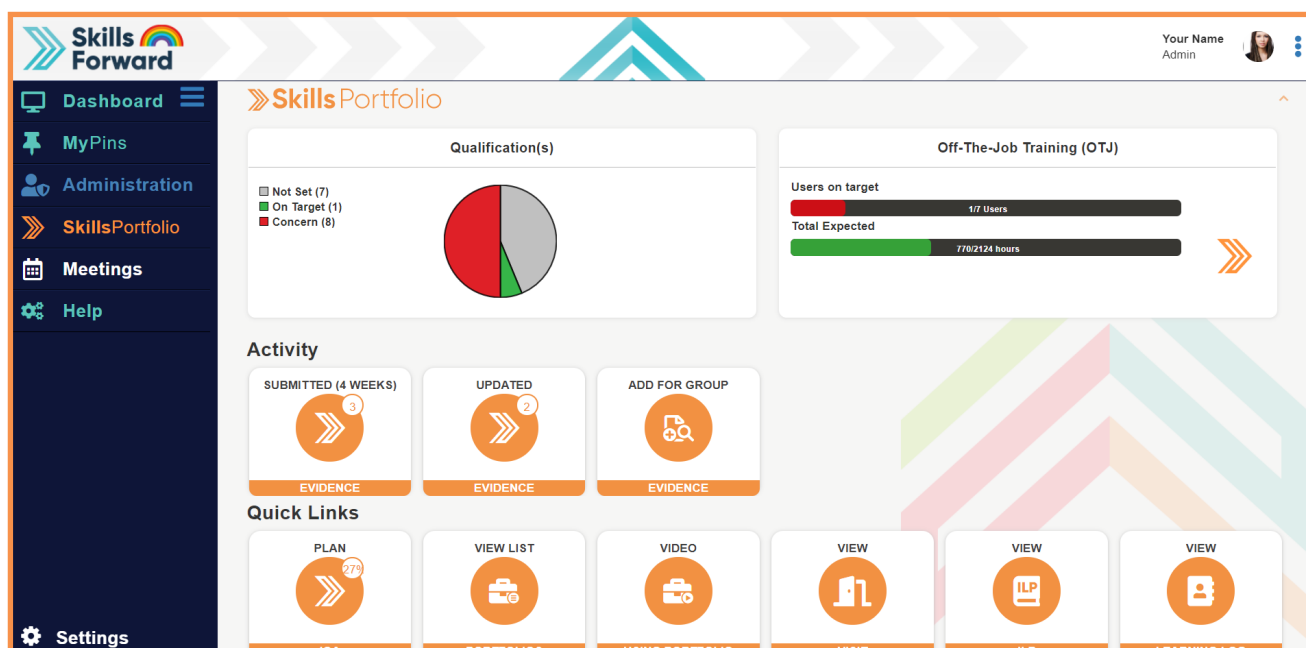 Skills
Forward
Your Name
Admin
Dashboard
MyPins
Administration
SkillsPortfolio
Meetings
Help
Settings
SkillsPortfolio
Qualification(s)
Not Set (7)
On Target (1)
Concern (8)
Off-The-Job Training (OTJ)
Users on target
1/7 Users
Total Expected
770/2124 hours
Activity
SUBMITTED (4 WEEKS)
3
EVIDENCE
UPDATED
2
EVIDENCE
ADD FOR GROUP
EVIDENCE
Quick Links
PLAN
27%
VIEW LIST
VIDEO
VIEW
VIEW
ILP
VIEW